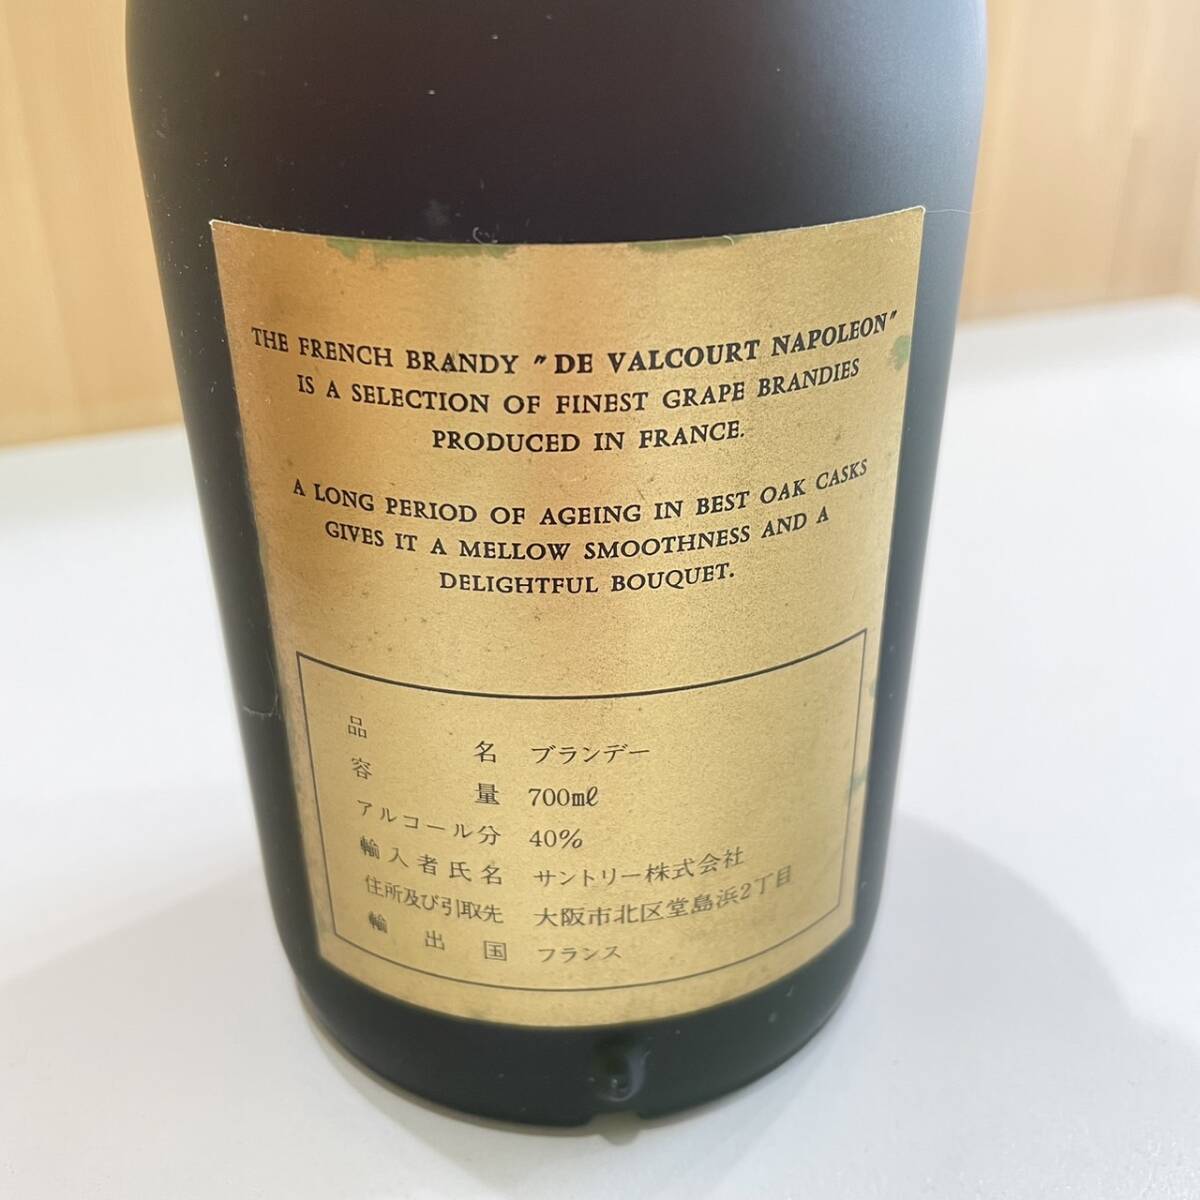 THE FRENCH BRANDY "DE VALCOURT NAPOLEON"
IS A SELECTION OF FINEST GRAPE BRANDIES
PRODUCED IN FRANCE.
A LONG PERIOD OF AGEING IN BEST OAK CASKS
GIVES IT A MELLOW SMOOTHNESS AND A
DELIGHTFUL BOUQUET.
品名 ブランデー
容量 700mℓ
アルコール分 40%
輸入者氏名 サントリー株式会社
住所及び引取先 大阪市北区堂島浜2丁目
輸出国 フランス